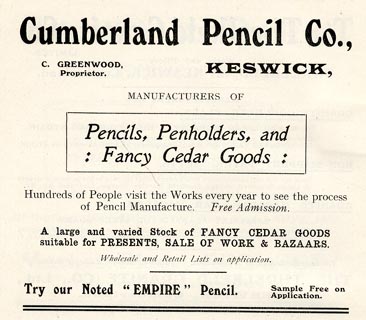 Cumberland Pencil Co.,
C. GREENWOOD,
Proprietor.
KESWICK,
MANUFACTURERS OF
Pencils, Penholders, and
: Fancy Cedar Goods :
Hundreds of People visit the Works every year to see the process
of Pencil Manufacture. Free Admission.
A large and varied Stock of FANCY CEDAR GOODS
suitable for PRESENTS, SALE OF WORK & BAZAARS.
Wholesale and Retail Lists on application.
Try our Noted "EMPIRE" Pencil.
Sample Free on
Application.